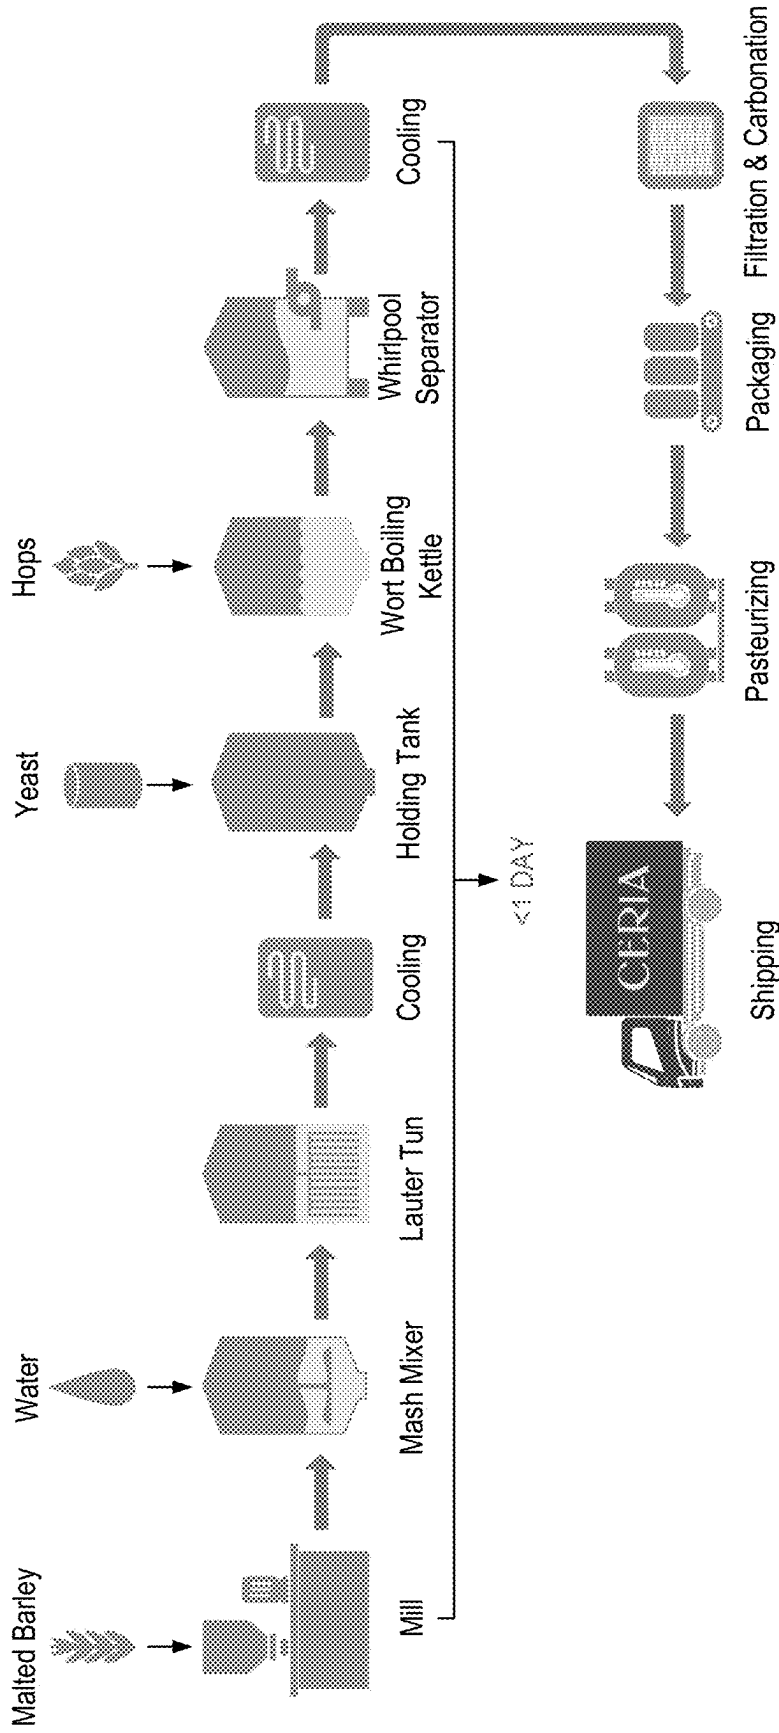 Malted Barley
Water
Yeast
Hops
Mill
Mash Mixer
Lauter Tun
Cooling
Holding Tank
Wort Boiling
Kettle
Whirlpool
Separator
Cooling
<1 DAY
CERIA
Shipping
Pasteurizing
Packaging
Filtration & Carbonation